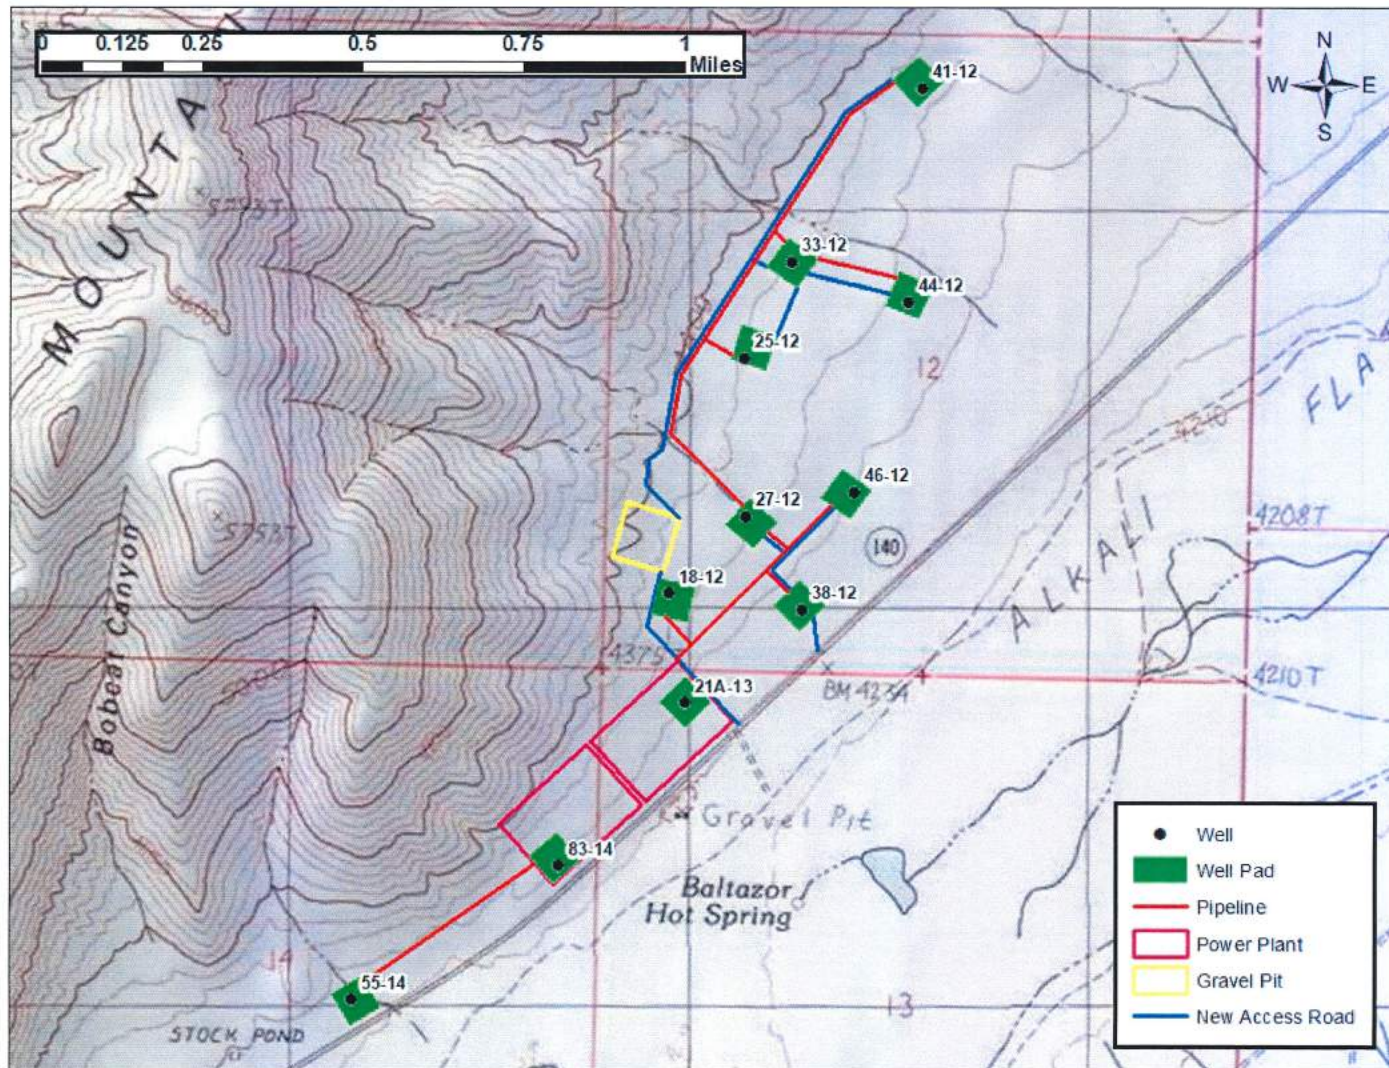 0 0.125 0.25 0.5 0.75 1
Miles
N
W E
S
MOUNTA
41-12
5793T
33-12
44-12
25-12
12
FLA
4210
46-12
27-12
140
4208T
5753T
18-12
38-12
ALKALI
Bobcat Canyon
4375T
BM 4234
4210T
21A-13
Gravel Pit
83-14
Baltazor
Hot Spring
14
55-14
13
STOCK POND
Well
Well Pad
Pipeline
Power Plant
Gravel Pit
New Access Road